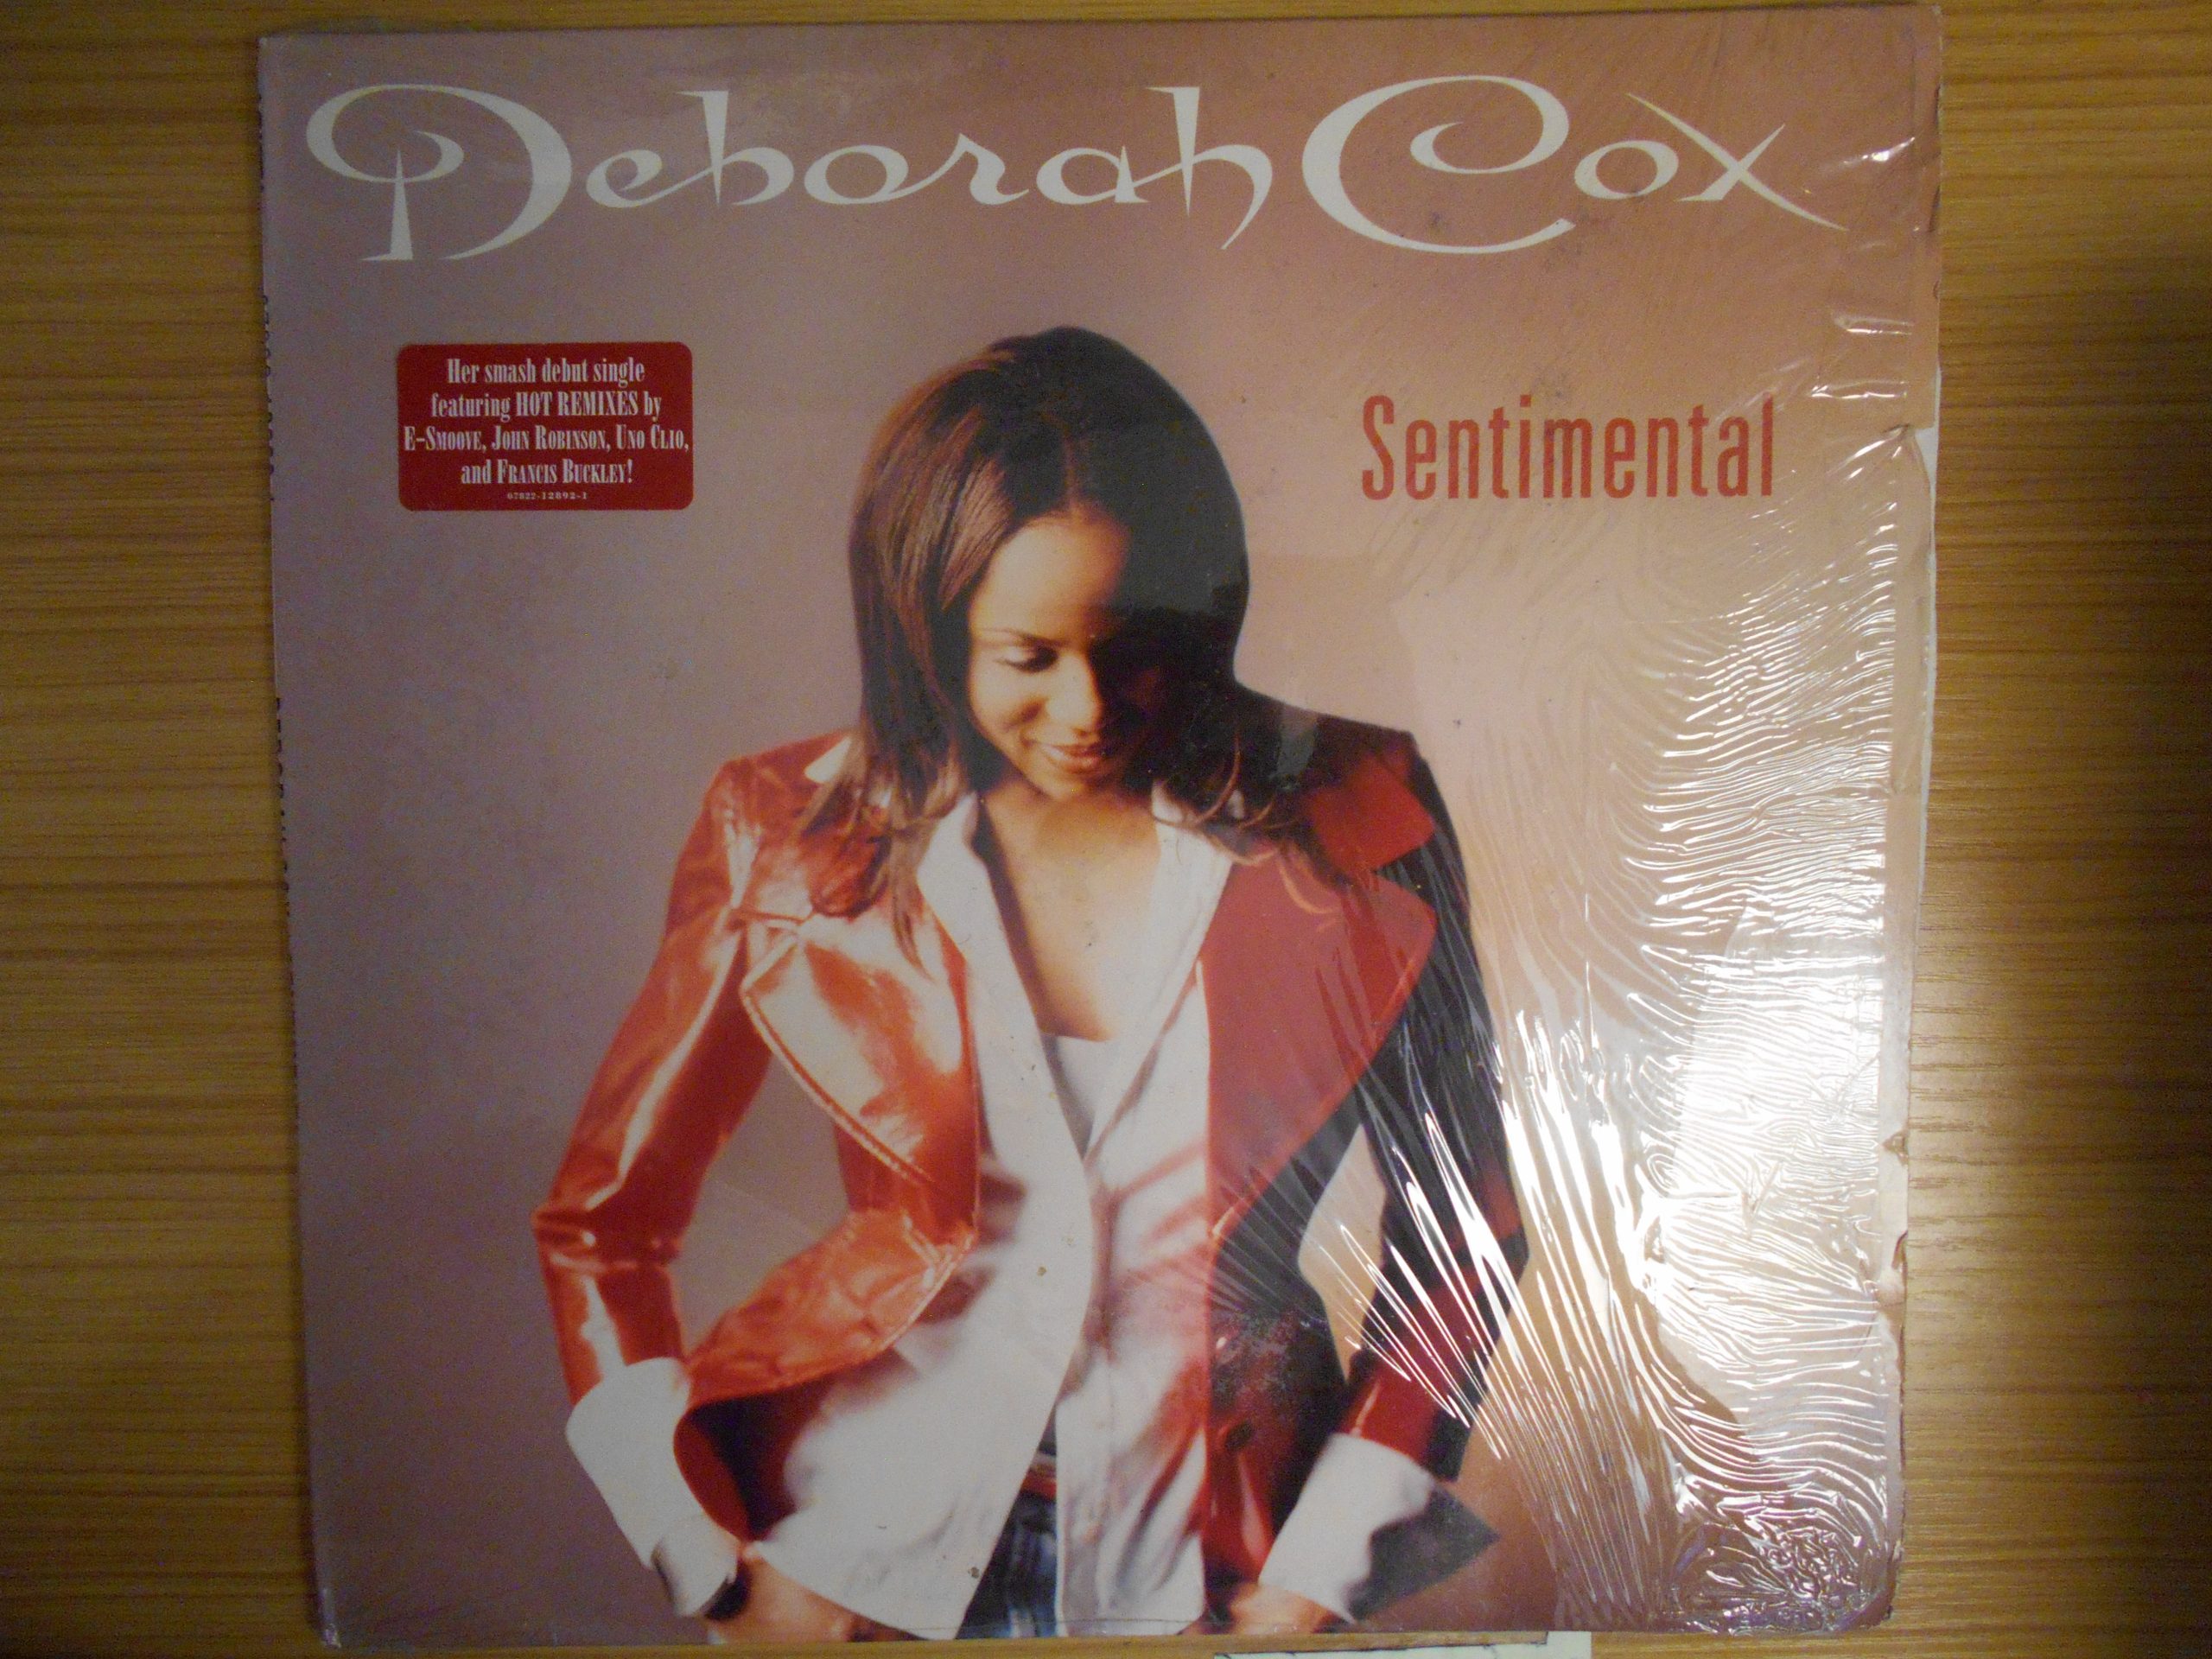 Deborah Cox
Her smash debut single
featuring HOT REMIXES by
E-SMOOVE, JOHN ROBINSON, UNO CLIO,
and FRANCIS BUCKLEY!
07822-12892-1
Sentimental